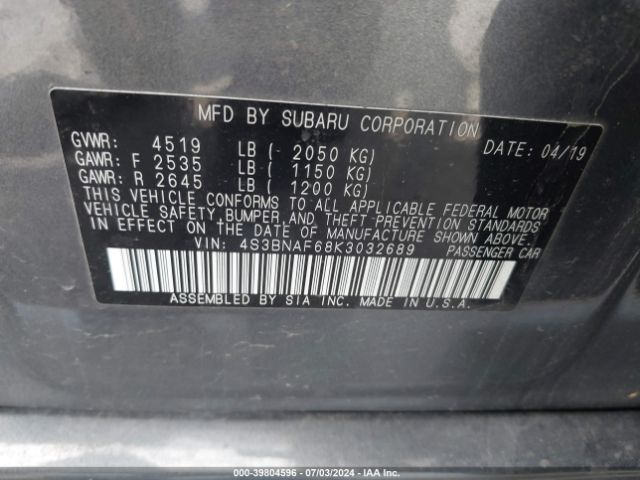 MFD BY SUBARU CORPORATION DATE: 04/19
GVWR: 4519 LB (- 2050 KG)
GAWR: F 2535 LB ( 1150 KG)
GAWR: R 2645 LB ( 1200 KG)
THIS VEHICLE CONFORMS TO ALL APPLICABLE FEDERAL MOTOR
VEHICLE SAFETY, BUMPER, AND THEFT PREVENTION STANDARDS
IN EFFECT ON THE DATE OF MANUFACTURE SHOWN ABOVE.
VIN: 4S3BNAF68K3032689 PASSENGER CAR
ASSEMBLED BY SIA INC. MADE IN U.S.A.
000-39804596 - 07/03/2024 - IAA Inc.